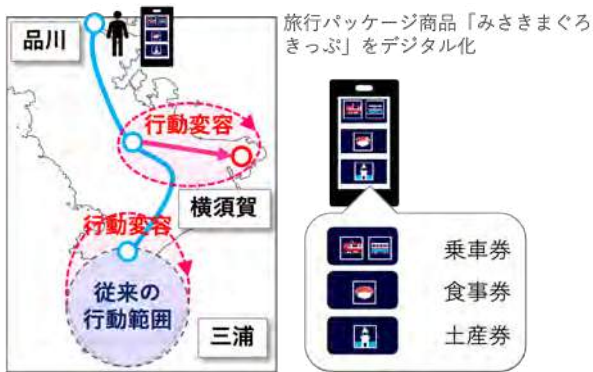 旅行パッケージ商品「みさきまぐろ
きっぷ」をデジタル化
品川
行動変容
横須賀
行動変容
従来の
行動範囲
三浦
乗車券
食事券
土産券